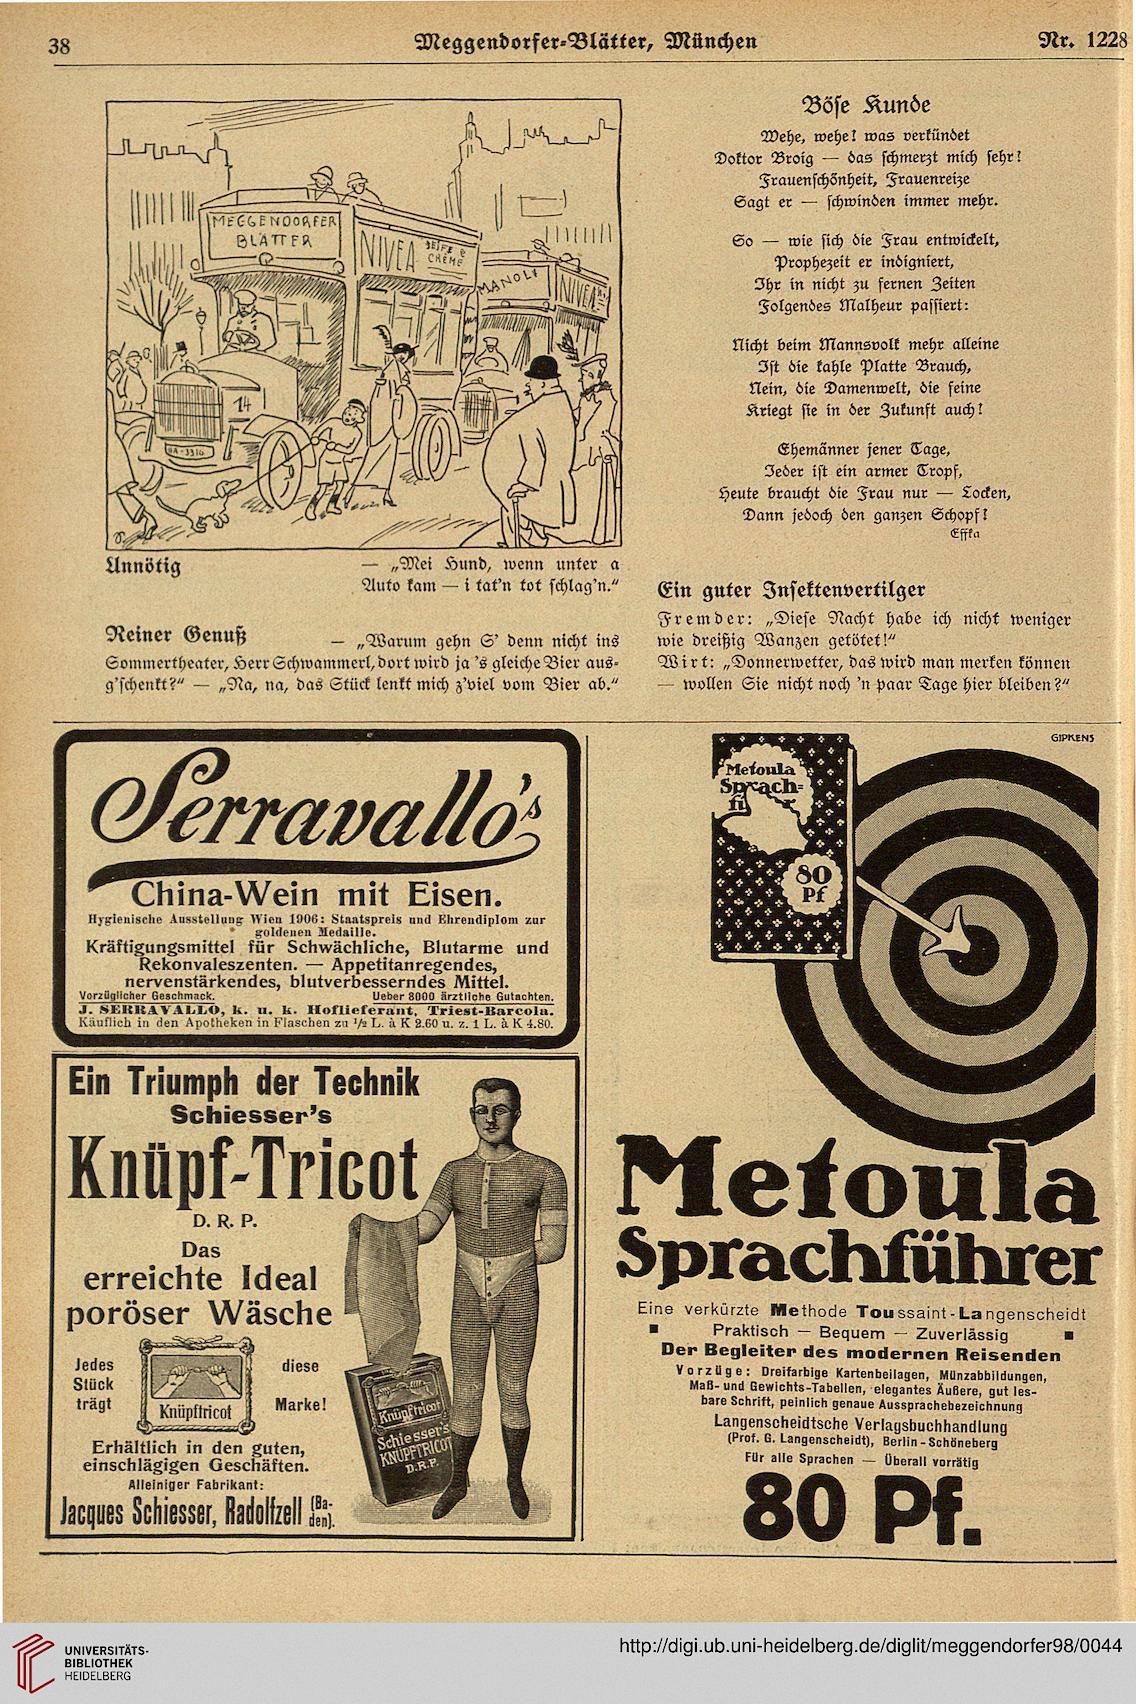 38
Meggendorfer-Blätter, München
Nr. 1228
MEGGENDORFER
BLÄTTER
NIVEA
SEIFE &
CRÈME
MANOLI
NIVEA
14
IIA-3316
Unnötig — „Mei Hund, wenn unter a
Auto kam — i tat'n tot schlag'n."
Reiner Genuß — „Warum gehn S' denn nicht ins
Sommertheater, Herr Schwammerl, dort wird ja 's gleiche Bier aus-
g'schenkt?" — „Na, na, das Stück lenkt mich z'viel vom Bier ab."
Böse Kunde
Wehe, wehe! was verkündet
Doktor Broig — das schmerzt mich sehr!
Frauenschönheit, Frauenreize
Sagt er — schwinden immer mehr.
So — wie sich die Frau entwickelt,
Prophezeit er indigniert,
Ihr in nicht zu fernen Zeiten
Folgendes Malheur passiert:
Nicht beim Mannsvolk mehr alleine
Ist die kahle Platte Brauch,
Nein, die Damenwelt, die feine
Kriegt sie in der Zukunft auch!
Ehemänner jener Tage,
Jeder ist ein armer Tropf,
Heute braucht die Frau nur — Locken,
Dann jedoch den ganzen Schopf!
Effka
Ein guter Insektenvertilger
Fremder: „Diese Nacht habe ich nicht weniger
wie dreißig Wanzen getötet!"
Wirt: „Donnerwetter, das wird man merken können
— wollen Sie nicht noch 'n paar Tage hier bleiben?"
Serravallo's
China-Wein mit Eisen.
Hygienische Ausstellung Wien 1906: Staatspreis und Ehrendiplom zur
goldenen Medaille.
Kräftigungsmittel für Schwächliche, Blutarme und
Rekonvaleszenten. — Appetitanregendes,
nervenstärkendes, blutverbesserndes Mittel.
Vorzüglicher Geschmack. Ueber 8000 ärztliche Gutachten.
J. SERRAVALLO, k. u. k. Hoflieferant, Triest-Barcola.
Käuflich in den Apotheken in Flaschen zu 1/2 L. à K 2.60 u. z. 1 L. à K 4.80.
Ein Triumph der Technik
Schiesser's
Knüpf-Tricot
D. R. P.
Das
erreichte Ideal
poröser Wäsche
Jedes
Stück
trägt
Knüpftricot
diese
Marke!
Erhältlich in den guten,
einschlägigen Geschäften.
Alleiniger Fabrikant:
Jacques Schiesser, Radolfzell (Ba-
den).
Knüpftricot
Schiesser's
KNÜPFTRICOT
D.R.P.
GIPKENS
Metoula
Sprach-
80
Pf
Metoula
Sprachführer
Eine verkürzte Methode Toussaint-Langenscheidt
Praktisch — Bequem — Zuverlässig
Der Begleiter des modernen Reisenden
Vorzüge: Dreifarbige Kartenbeilagen, Münzabbildungen,
Maß- und Gewichts-Tabellen, elegantes Äußere, gut les-
bare Schrift, peinlich genaue Aussprachebezeichnung
Langenscheidtsche Verlagsbuchhandlung
(Prof. G. Langenscheidt), Berlin-Schöneberg
Für alle Sprachen — Überall vorrätig
80 Pf.
UNIVERSITÄTS-
BIBLIOTHEK
HEIDELBERG
http://digi.ub.uni-heidelberg.de/diglit/meggendorfer98/0044